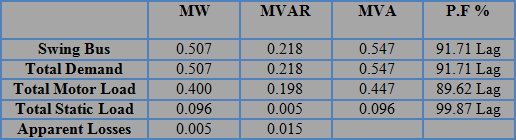 MW MVAR MVA P.F %
Swing Bus 0.507 0.218 0.547 91.71 Lag
Total Demand 0.507 0.218 0.547 91.71 Lag
Total Motor Load 0.400 0.198 0.447 89.62 Lag
Total Static Load 0.096 0.005 0.096 99.87 Lag
Apparent Losses 0.005 0.015